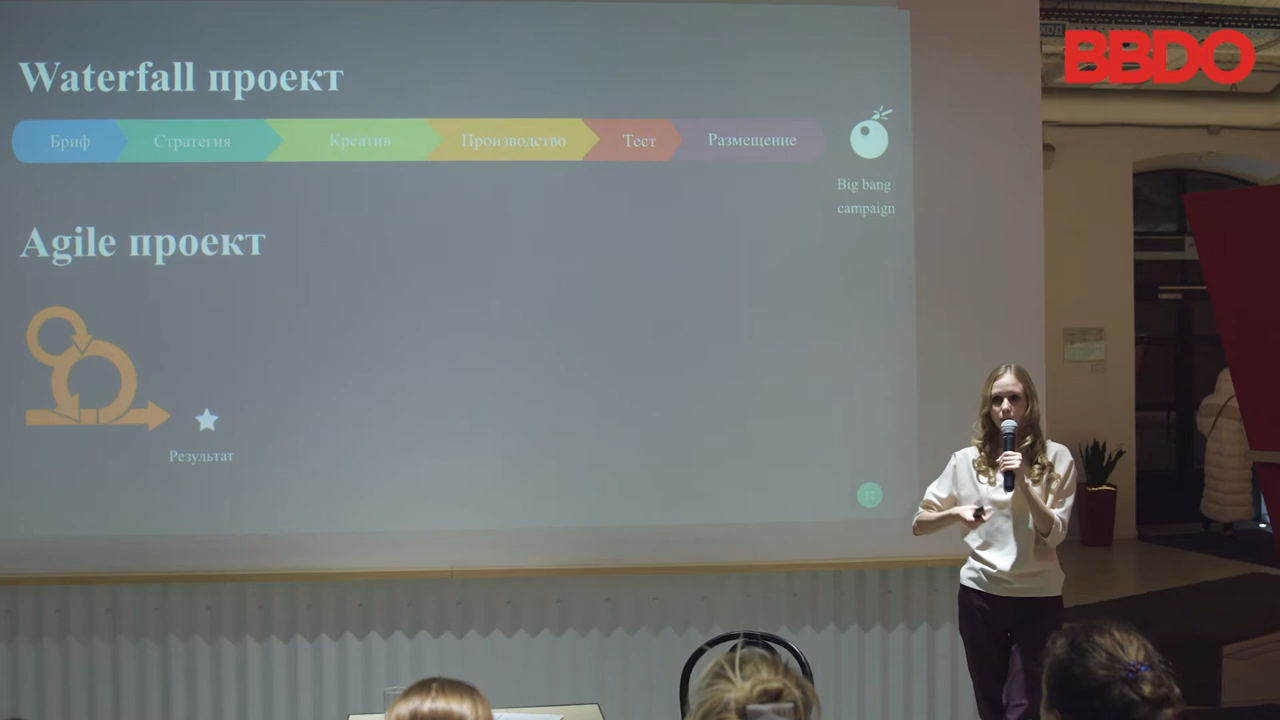 BBDO
Waterfall проект
Бриф
Стратегия
Креатив
Производство
Тест
Размещение
Big bang
campaign
Agile проект
Результат